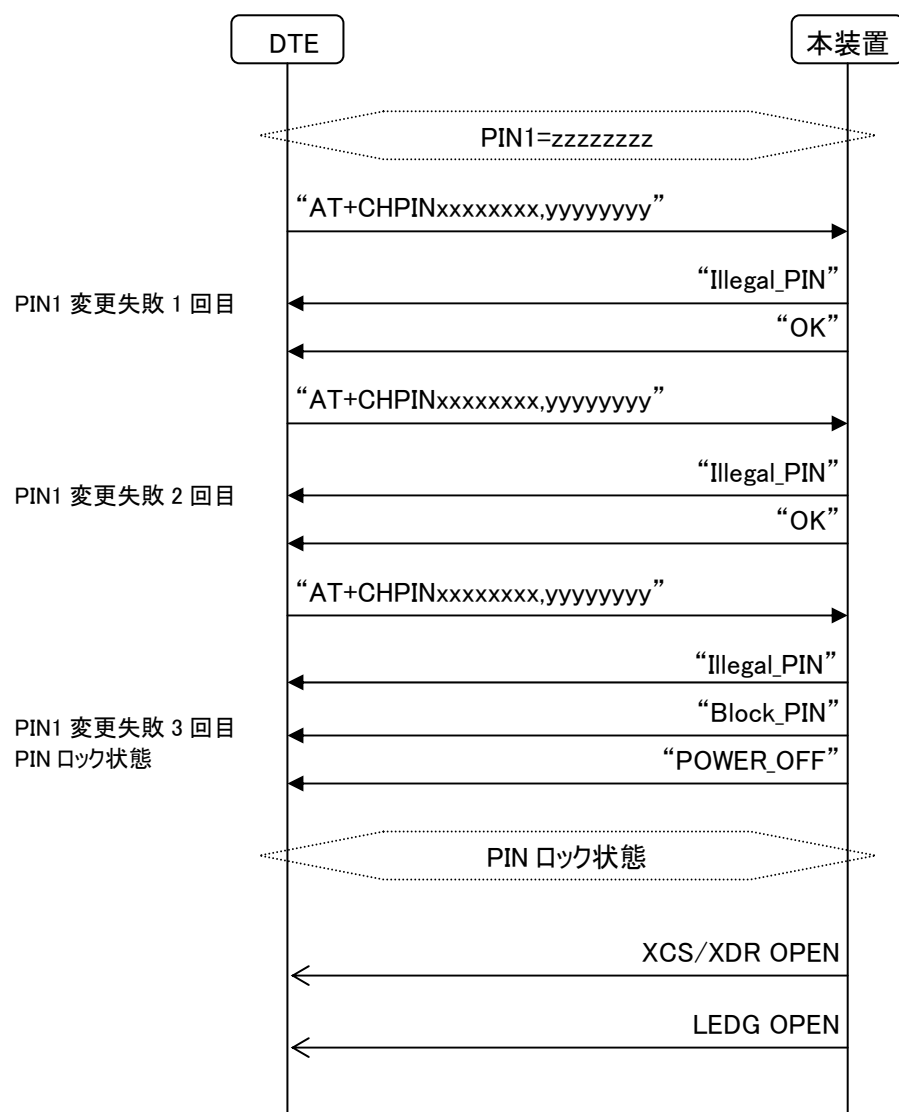 DTE
本装置
PIN1=zzzzzzzz
“AT+CHPINxxxxxxxx,yyyyyyyy”
“Illegal_PIN”
PIN1 変更失敗 1 回目
“OK”
“AT+CHPINxxxxxxxx,yyyyyyyy”
“Illegal_PIN”
PIN1 変更失敗 2 回目
“OK”
“AT+CHPINxxxxxxxx,yyyyyyyy”
“Illegal_PIN”
“Block_PIN”
PIN1 変更失敗 3 回目
PIN ロック状態
“POWER_OFF”
PIN ロック状態
XCS/XDR OPEN
LEDG OPEN